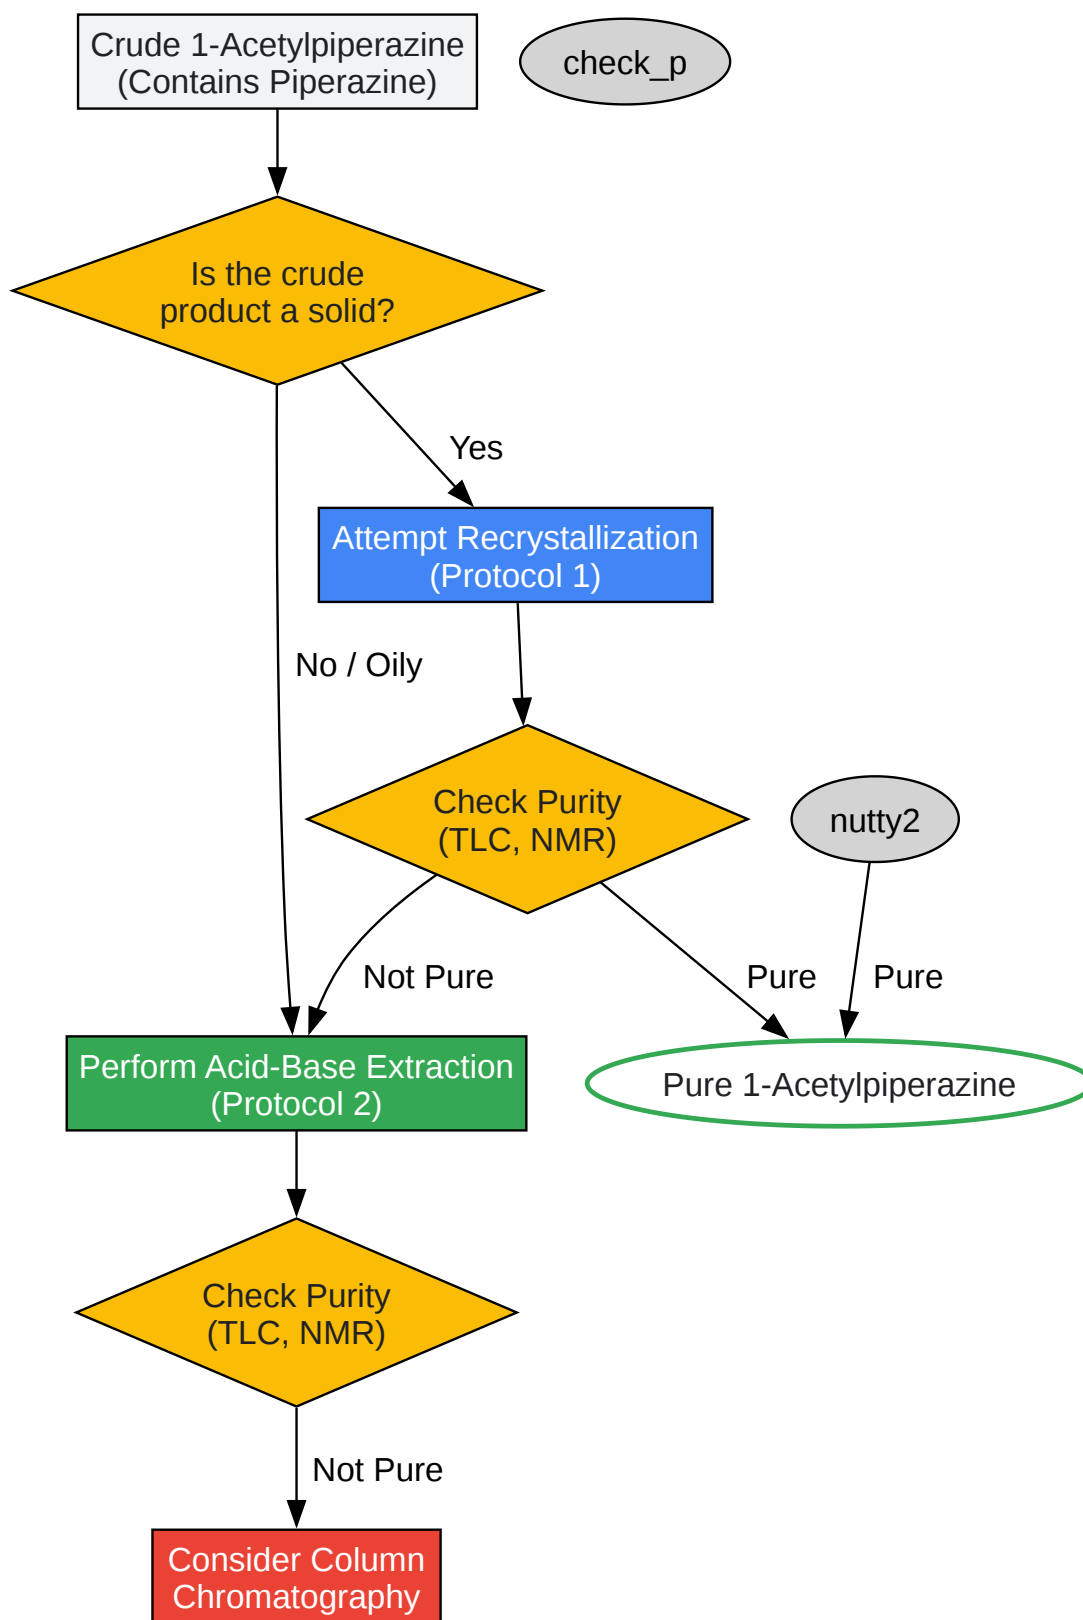 Crude 1-Acetylpiperazine
(Contains Piperazine)
check_p
Is the crude
product a solid?
Yes
Attempt Recrystallization
(Protocol 1)
No / Oily
Check Purity
(TLC, NMR)
nutty2
Not Pure
Pure
Pure
Perform Acid-Base Extraction
(Protocol 2)
Pure 1-Acetylpiperazine
Check Purity
(TLC, NMR)
Not Pure
Consider Column
Chromatography